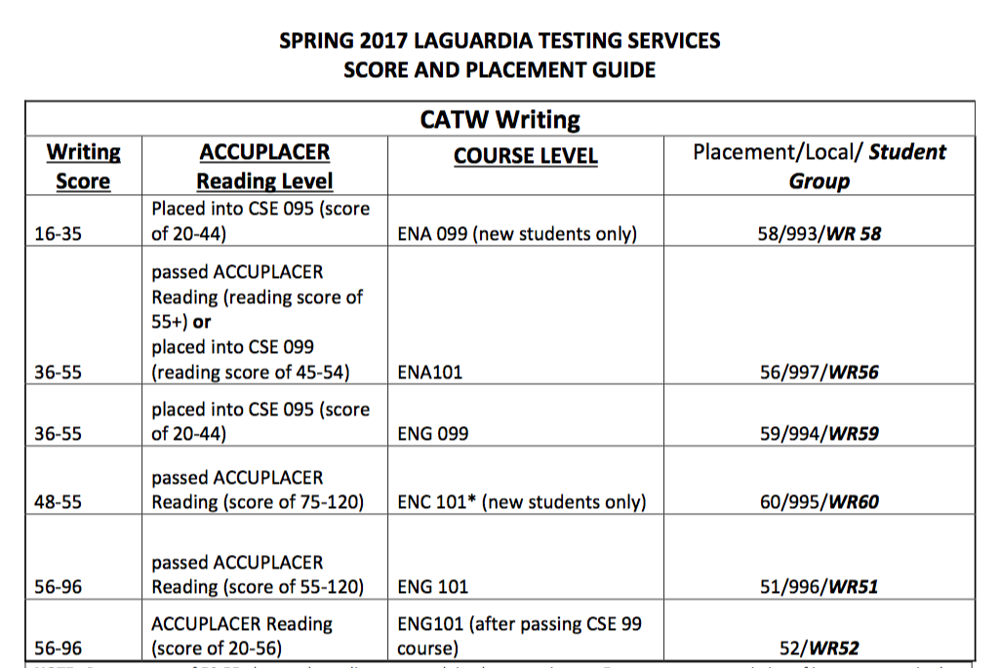 SPRING 2017 LAGUARDIA TESTING SERVICES
SCORE AND PLACEMENT GUIDE
CATW Writing
Writing Score ACCUPLACER Reading Level COURSE LEVEL Placement/Local/ Student Group
16-35 Placed into CSE 095 (score of 20-44) ENA 099 (new students only) 58/993/WR 58
36-55 passed ACCUPLACER Reading (reading score of 55+) or placed into CSE 099 (reading score of 45-54) ENA101 56/997/WR56
36-55 placed into CSE 095 (score of 20-44) ENG 099 59/994/WR59
48-55 passed ACCUPLACER Reading (score of 75-120) ENC 101* (new students only) 60/995/WR60
56-96 passed ACCUPLACER Reading (score of 55-120) ENG 101 51/996/WR51
56-96 ACCUPLACER Reading (score of 20-56) ENG101 (after passing CSE 99 course) 52/WR52